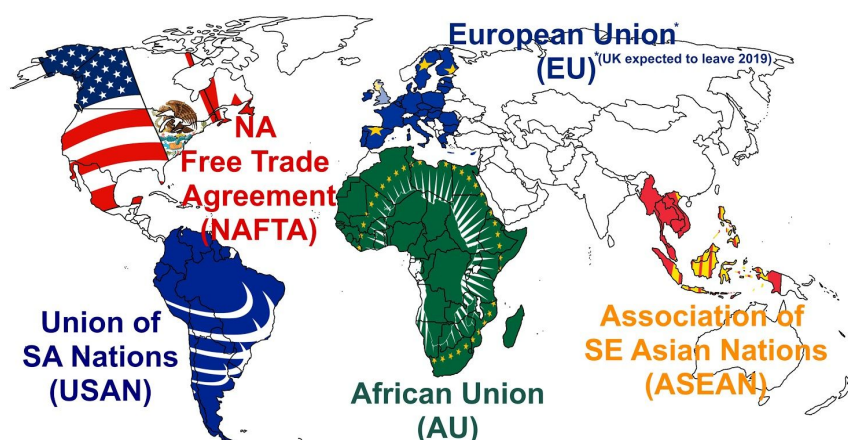 European Union*
(EU)*(UK expected to leave 2019)
NA
Free Trade
Agreement
(NAFTA)
Union of
SA Nations
(USAN)
African Union
(AU)
Association of
SE Asian Nations
(ASEAN)